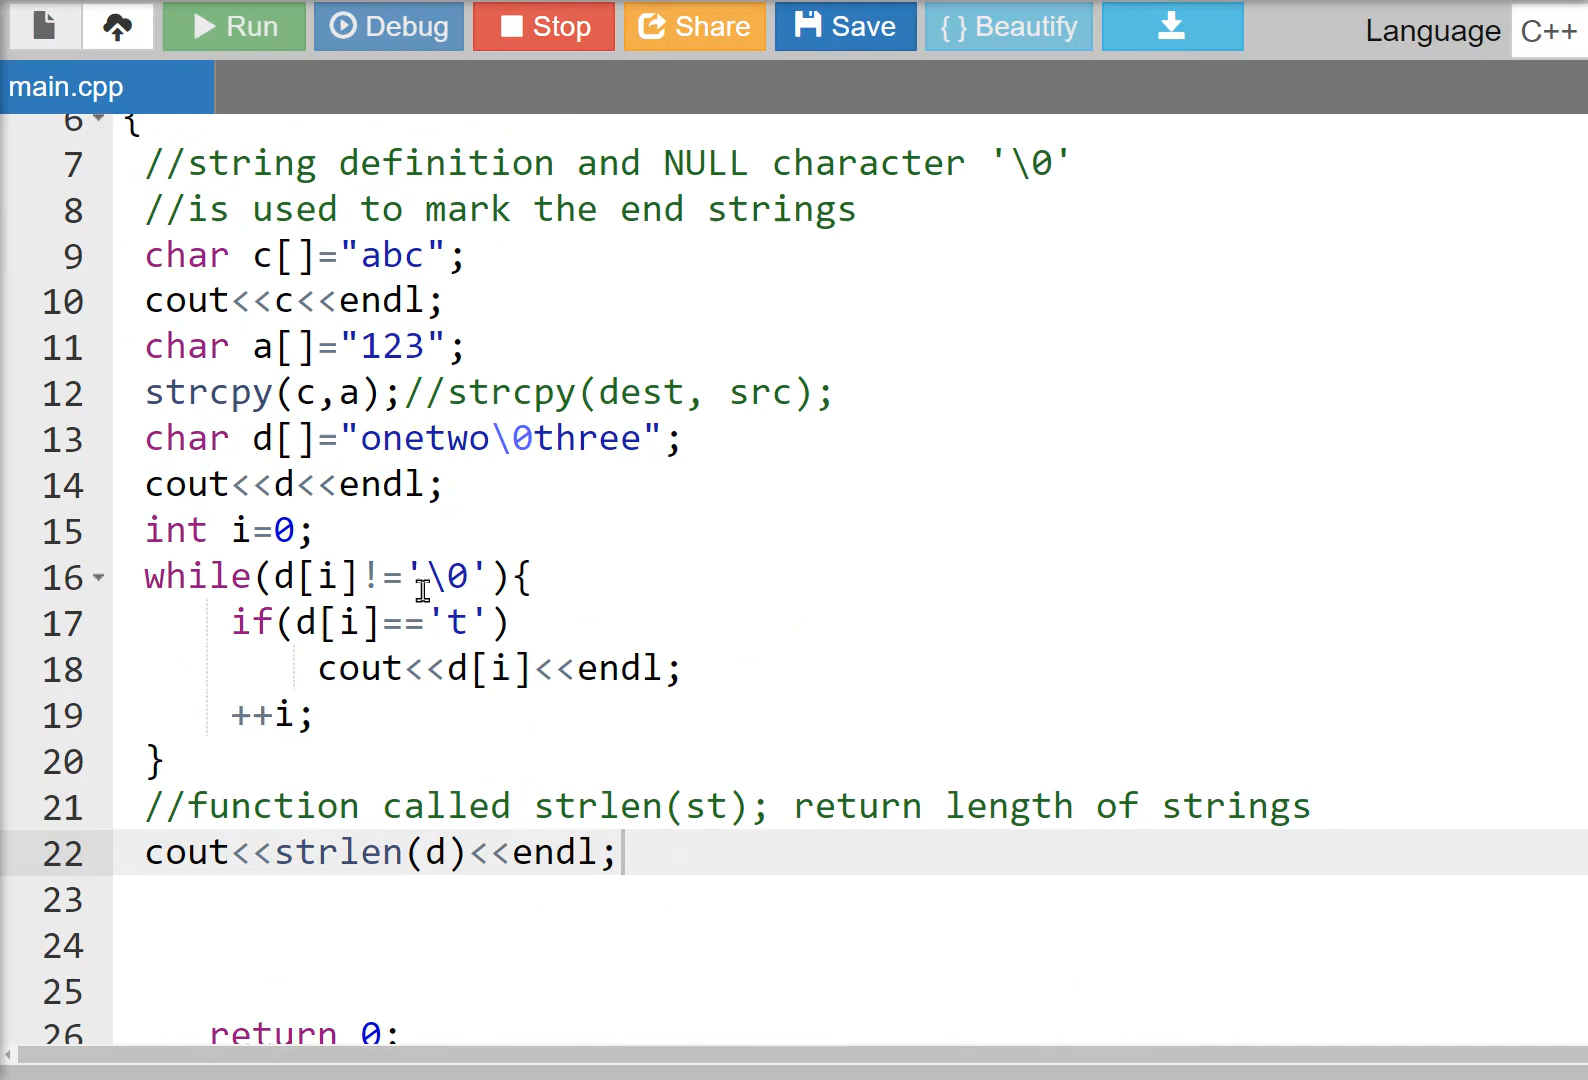 Run Debug Stop Share Save { } Beautify Language C++
main.cpp
6 {
7 //string definition and NULL character '\0'
8 //is used to mark the end strings
9 char c[]="abc";
10 cout<<c<<endl;
11 char a[]="123";
12 strcpy(c,a);//strcpy(dest, src);
13 char d[]="onetwo\0three";
14 cout<<d<<endl;
15 int i=0;
16 while(d[i]!='\0'){
17 if(d[i]=='t')
18 cout<<d[i]<<endl;
19 ++i;
20 }
21 //function called strlen(st); return length of strings
22 cout<<strlen(d)<<endl;
23
24
25
26 return 0;